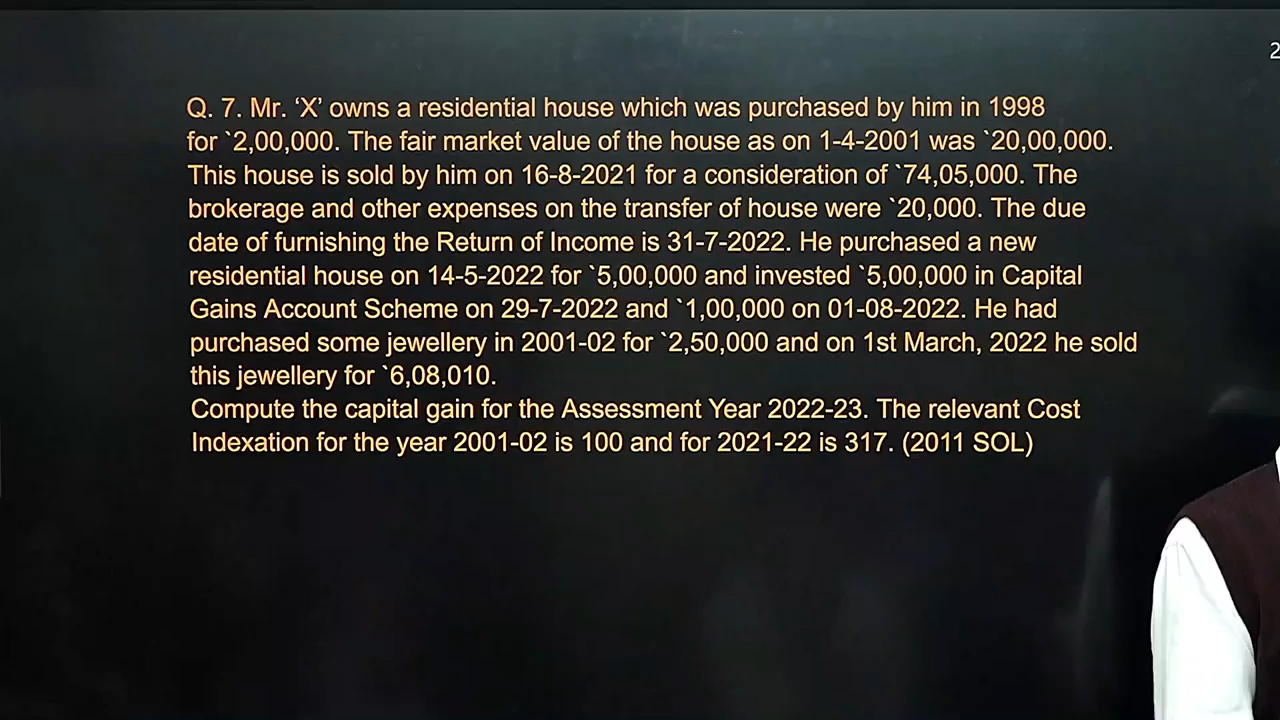 2
Q. 7. Mr. ‘X’ owns a residential house which was purchased by him in 1998
for `2,00,000. The fair market value of the house as on 1-4-2001 was `20,00,000.
This house is sold by him on 16-8-2021 for a consideration of `74,05,000. The
brokerage and other expenses on the transfer of house were `20,000. The due
date of furnishing the Return of Income is 31-7-2022. He purchased a new
residential house on 14-5-2022 for `5,00,000 and invested `5,00,000 in Capital
Gains Account Scheme on 29-7-2022 and `1,00,000 on 01-08-2022. He had
purchased some jewellery in 2001-02 for `2,50,000 and on 1st March, 2022 he sold
this jewellery for `6,08,010.
Compute the capital gain for the Assessment Year 2022-23. The relevant Cost
Indexation for the year 2001-02 is 100 and for 2021-22 is 317. (2011 SOL)